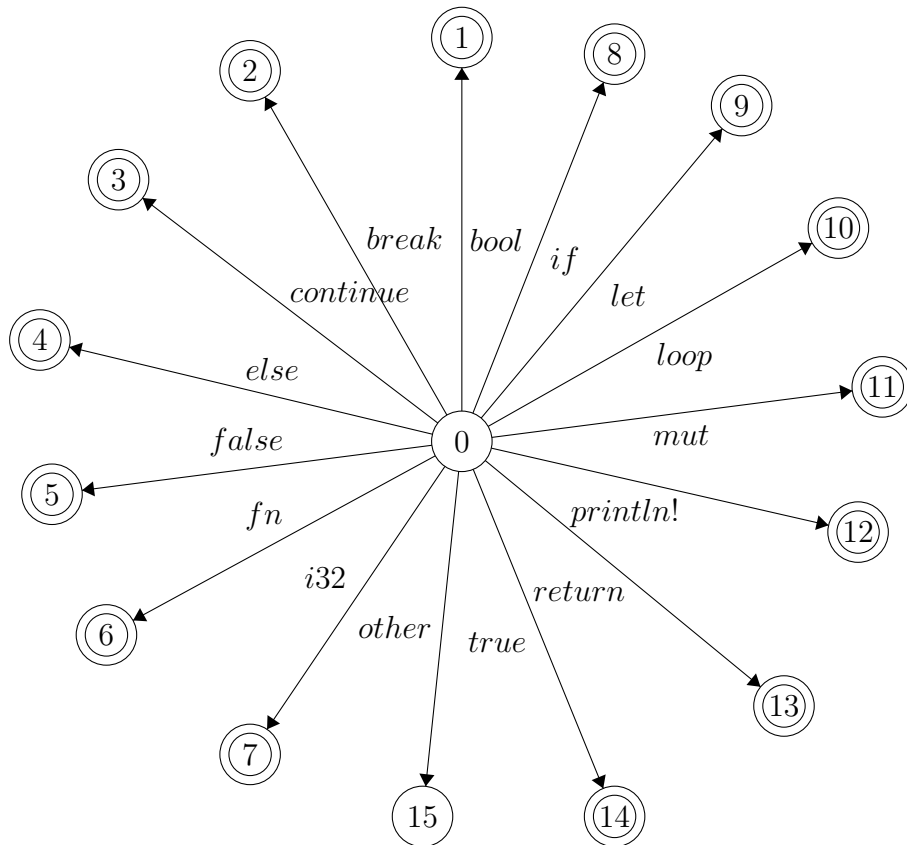 1
8
2
9
3
10
break
bool
if
continue
let
4
loop
else
11
false
0
mut
5
fn
println!
12
i32
return
6
other
true
13
7
15
14